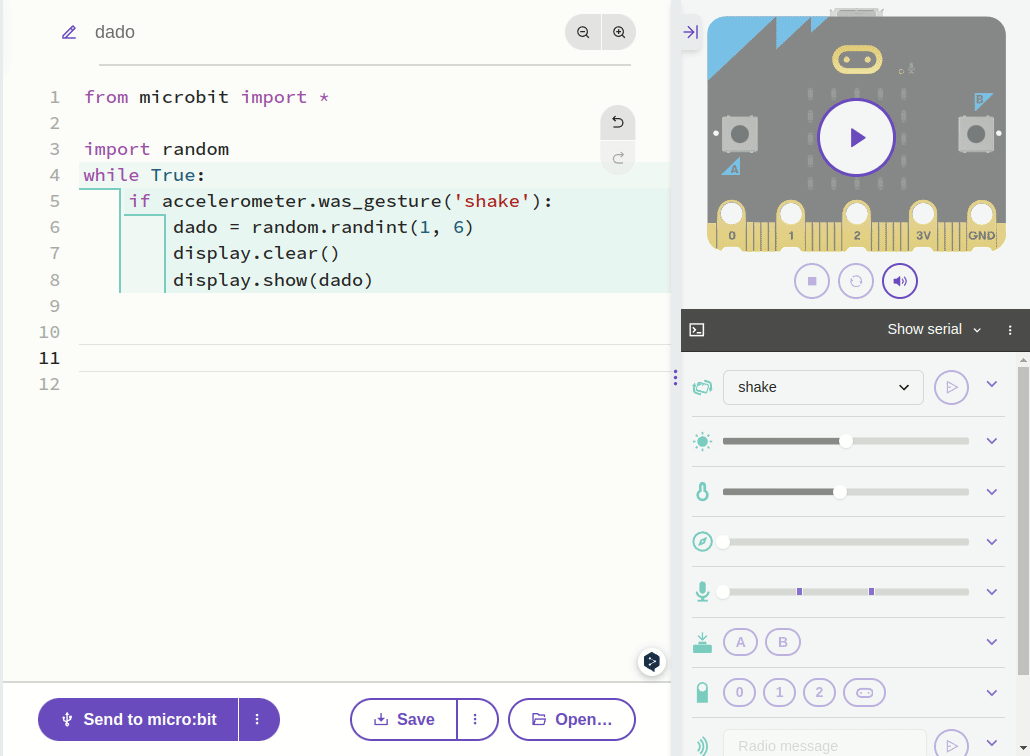 dado
1 from microbit import *
2
3 import random
4 while True:
5     if accelerometer.was_gesture('shake'):
6         dado = random.randint(1, 6)
7         display.clear()
8         display.show(dado)
9
10
11
12
Send to micro:bit
Save
Open...
B
A
0 1 2 3V GND
Show serial
shake
A B
0 1 2
Radio message